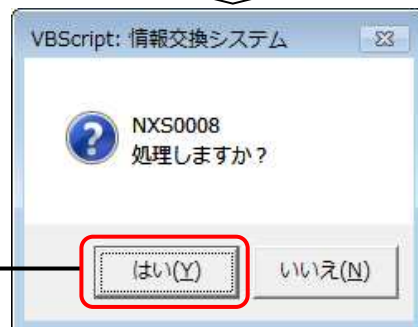 VBScript: 情報交換システム
NXS0008
処理しますか？
はい(Y)
いいえ(N)